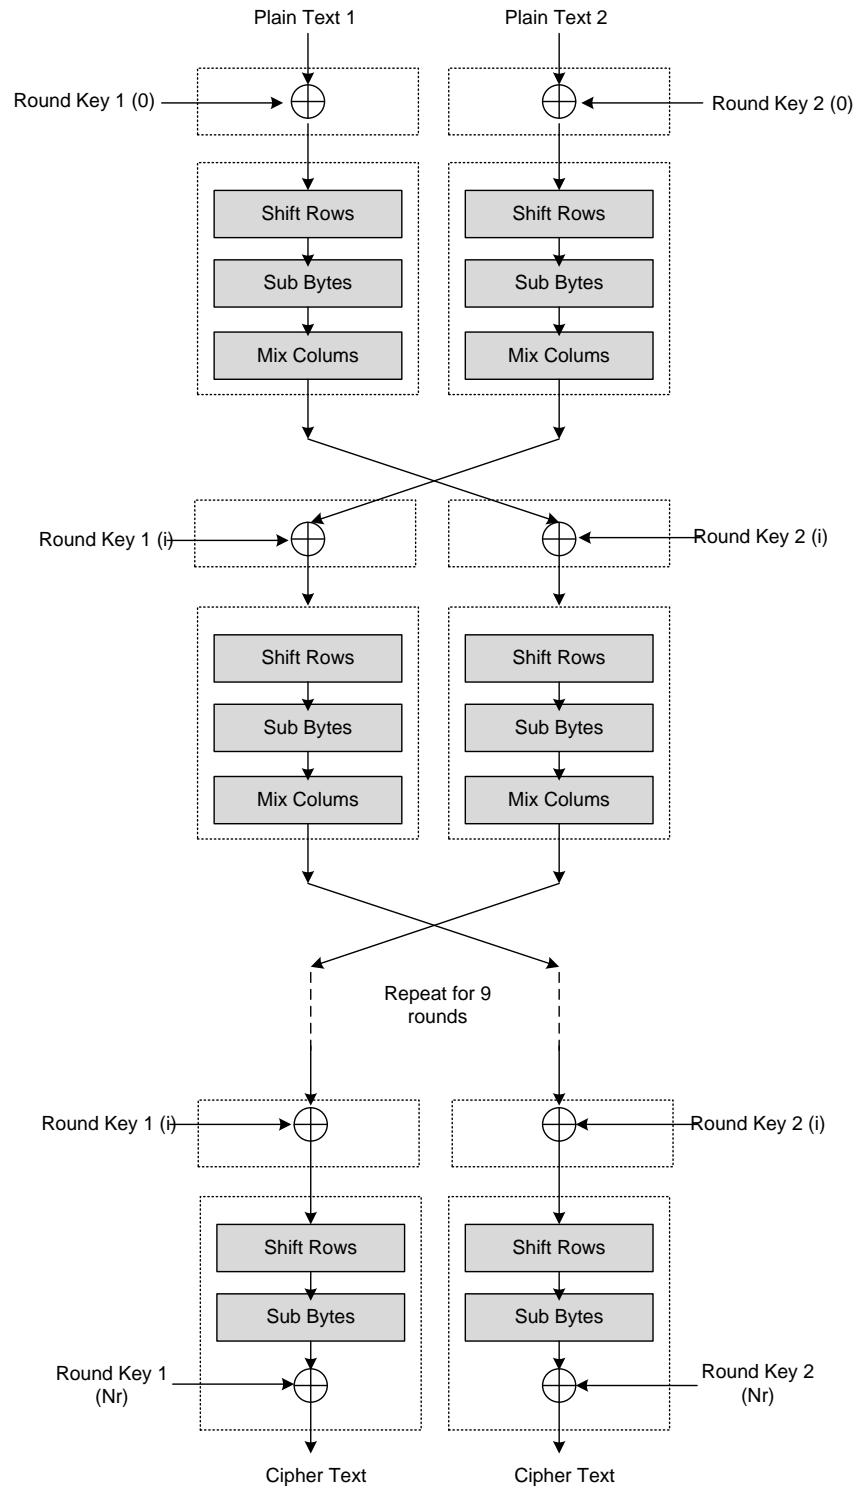 Plain Text 1
Plain Text 2
Round Key 1 (0)
Round Key 2 (0)
Shift Rows
Shift Rows
Sub Bytes
Sub Bytes
Mix Colums
Mix Colums
Round Key 1 (i)
Round Key 2 (i)
Shift Rows
Shift Rows
Sub Bytes
Sub Bytes
Mix Colums
Mix Colums
Repeat for 9
rounds
Round Key 1 (i)
Round Key 2 (i)
Shift Rows
Shift Rows
Sub Bytes
Sub Bytes
Round Key 1
(Nr)
Round Key 2
(Nr)
Cipher Text
Cipher Text